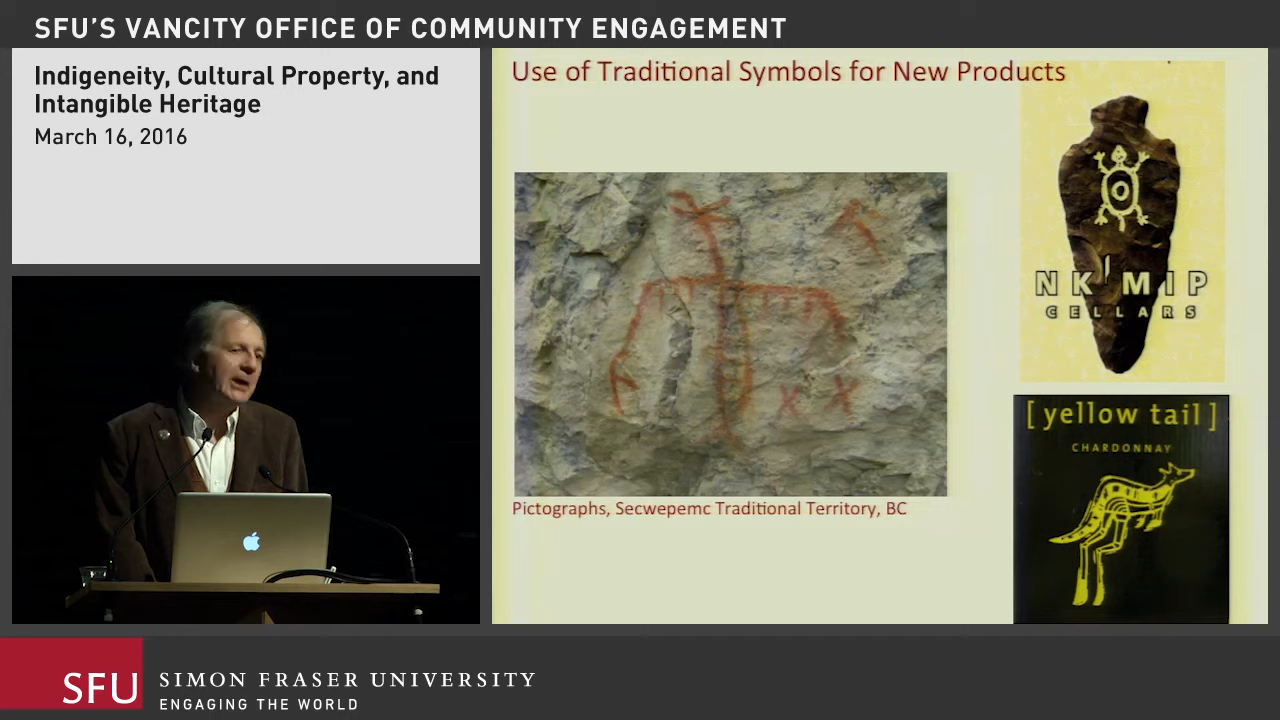 SFU'S VANCITY OFFICE OF COMMUNITY ENGAGEMENT
Indigeneity, Cultural Property, and
Intangible Heritage
March 16, 2016
Use of Traditional Symbols for New Products
NK'MIP
CELLARS
[ yellow tail ]
CHARDONNAY
Pictographs, Secwepemc Traditional Territory, BC
SFU
SIMON FRASER UNIVERSITY
ENGAGING THE WORLD